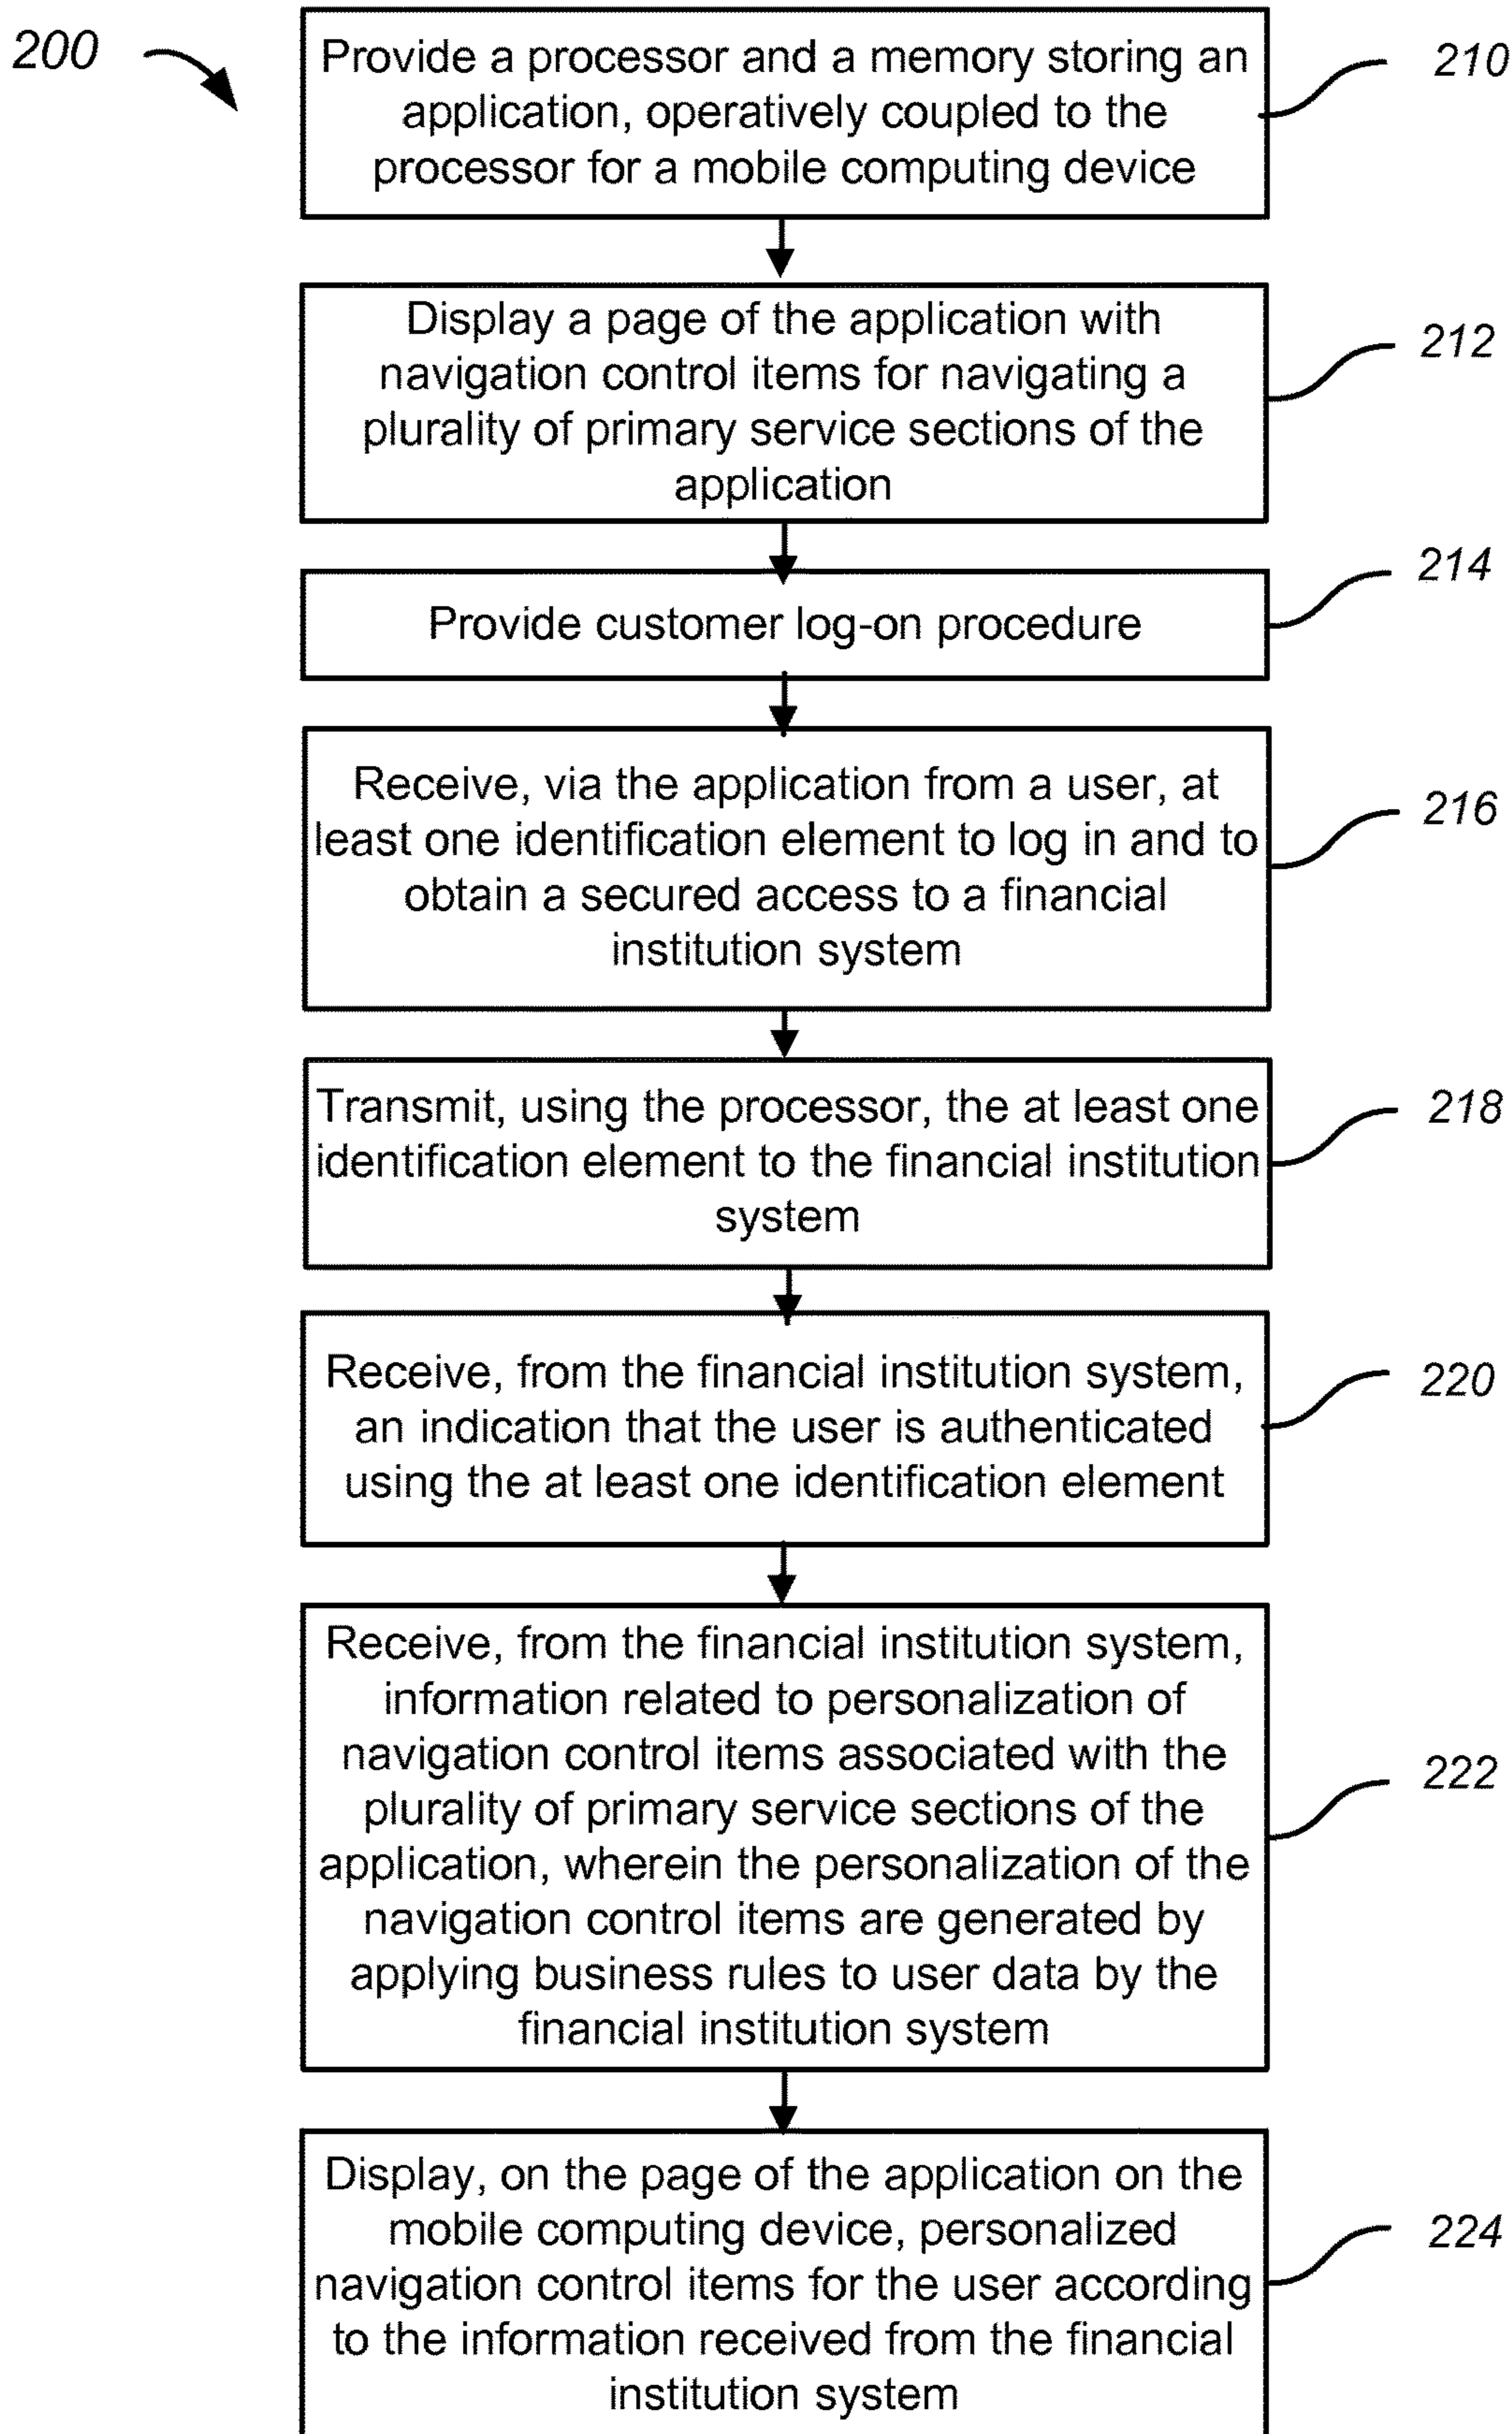 200
Provide a processor and a memory storing an
application, operatively coupled to the
processor for a mobile computing device
210
Display a page of the application with
navigation control items for navigating a
plurality of primary service sections of the
application
212
Provide customer log-on procedure
214
Receive, via the application from a user, at
least one identification element to log in and to
obtain a secured access to a financial
institution system
216
Transmit, using the processor, the at least one
identification element to the financial institution
system
218
Receive, from the financial institution system,
an indication that the user is authenticated
using the at least one identification element
220
Receive, from the financial institution system,
information related to personalization of
navigation control items associated with the
plurality of primary service sections of the
application, wherein the personalization of the
navigation control items are generated by
applying business rules to user data by the
financial institution system
222
Display, on the page of the application on the
mobile computing device, personalized
navigation control items for the user according
to the information received from the financial
institution system
224